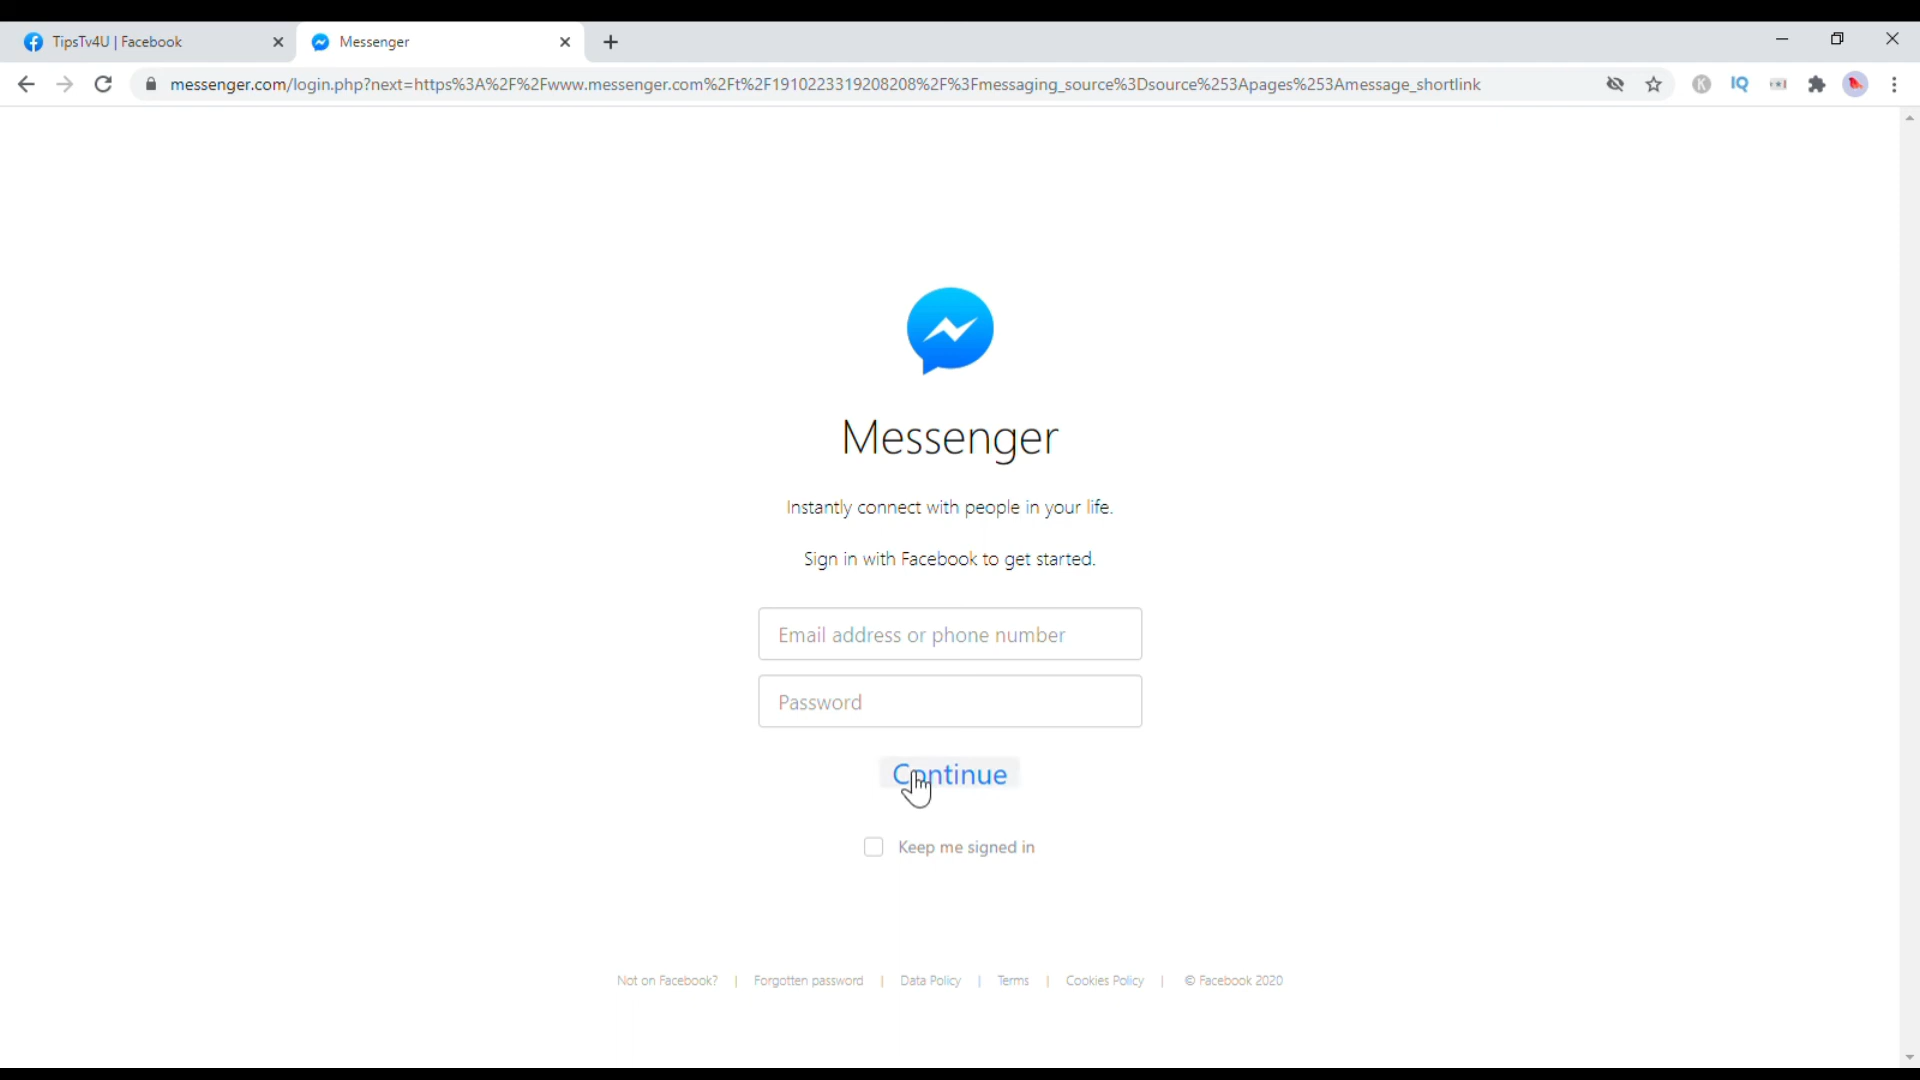 TipsTv4U | Facebook
Messenger
messenger.com/login.php?next=https%3A%2F%2Fwww.messenger.com%2Ft%2F1910223319208208%2F%3Fmessaging_source%3Dsource%253Apages%253Amessage_shortlink
K
IQ
Messenger
Instantly connect with people in your life.
Sign in with Facebook to get started.
Email address or phone number
Password
Continue
Keep me signed in
Not on Facebook? | Forgotten password | Data Policy | Terms | Cookies Policy | © Facebook 2020